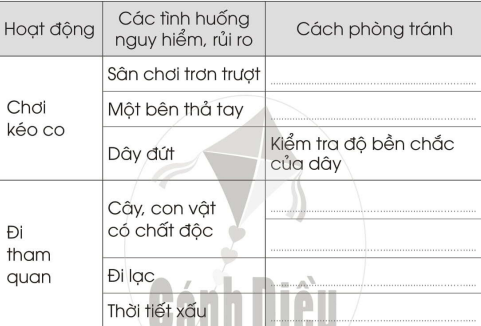 Hoạt động
Các tình huống
nguy hiểm, rủi ro
Cách phòng tránh
Chơi
kéo co
Sân chơi trơn trượt
Một bên thả tay
Dây đứt
Kiểm tra độ bền chắc
của dây
Đi
tham
quan
Cây, con vật
có chất độc
Đi lạc
Thời tiết xấu
Cánh Diều